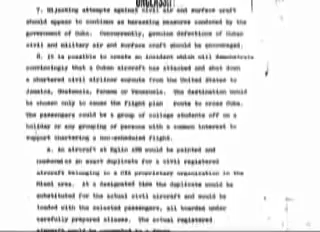 UNCLASSIF
7. Hijacking attempts against civil air and surface craft
should appear to continue as harassing measures condoned by the
government of Cuba. Concurrently, genuine defections of Cuban
civil and military air and surface craft should be encouraged.
8. It is possible to create an incident which will demonstrate
convincingly that a Cuban aircraft has attacked and shot down
a chartered civil airliner enroute from the United States to
Jamaica, Guatemala, Panama or Venezuela. The destination would
be chosen only to cause the flight plan route to cross Cuba.
The passengers could be a group of college students off on a
holiday or any grouping of persons with a common interest to
support chartering a non-scheduled flight.
a. An aircraft at Eglin AFB would be painted and
numbered as an exact duplicate for a civil registered
aircraft belonging to a CIA proprietary organization in the
Miami area. At a designated time the duplicate would be
substituted for the actual civil aircraft and would be
loaded with the selected passengers, all boarded under
carefully prepared aliases. The actual registered
aircraft would be converted to a drone.